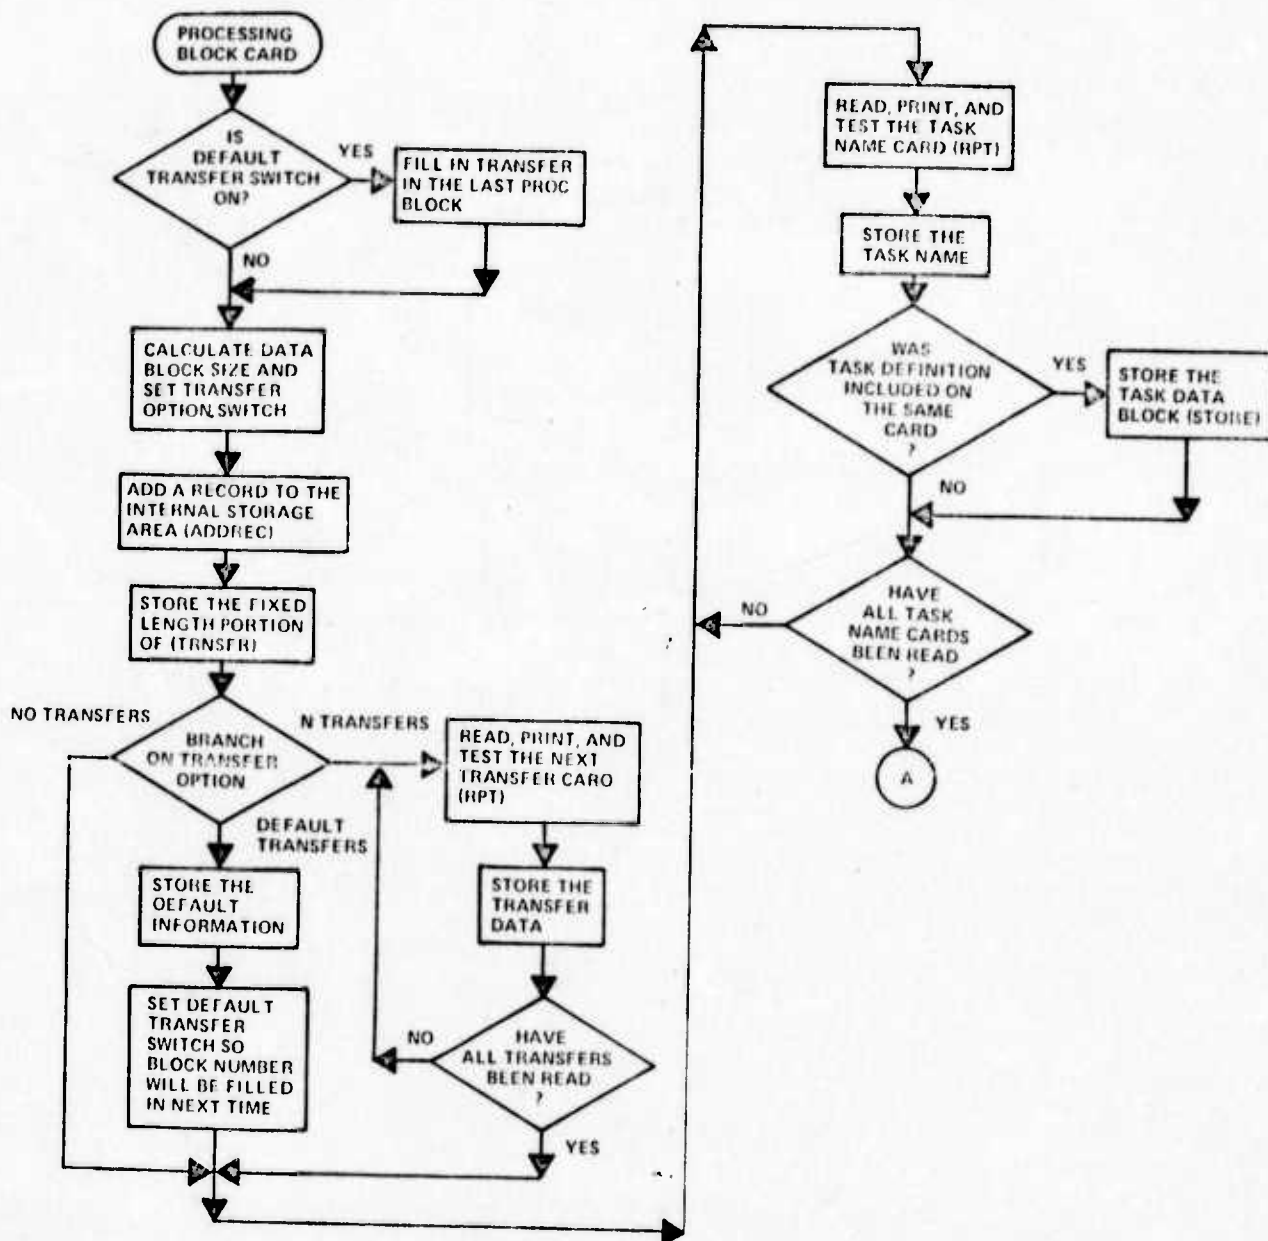 PROCESSING
BLOCK CARD
IS
DEFAULT
TRANSFER SWITCH
ON?
YES
FILL IN TRANSFER
IN THE LAST PROC
BLOCK
NO
CALCULATE DATA
BLOCK SIZE AND
SET TRANSFER
OPTION SWITCH
ADD A RECORD TO THE
INTERNAL STORAGE
AREA (ADDREC)
STORE THE FIXED
LENGTH PORTION
OF (TRNSFR)
NO TRANSFERS
BRANCH
ON TRANSFER
OPTION
N TRANSFERS
READ, PRINT, AND
TEST THE NEXT
TRANSFER CARD
(RPT)
DEFAULT
TRANSFERS
STORE THE
DEFAULT
INFORMATION
STORE THE
TRANSFER
DATA
SET DEFAULT
TRANSFER
SWITCH SO
BLOCK NUMBER
WILL BE FILLED
IN NEXT TIME
NO
HAVE
ALL TRANSFERS
BEEN READ
?
YES
READ, PRINT, AND
TEST THE TASK
NAME CARD (RPT)
STORE THE
TASK NAME
WAS
TASK DEFINITION
INCLUDED ON
THE SAME
CARD
?
YES
STORE THE
TASK DATA
BLOCK (STORE)
NO
HAVE
ALL TASK
NAME CARDS
BEEN READ
?
NO
YES
A